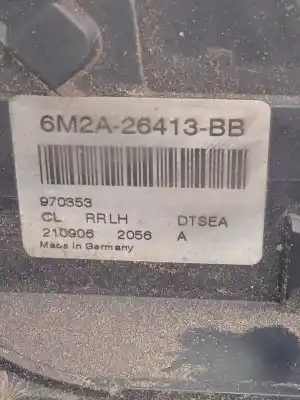 6M2A-26413-BB
970353
CL RRLH DTSEA
210906 2056 A
Made in Germany